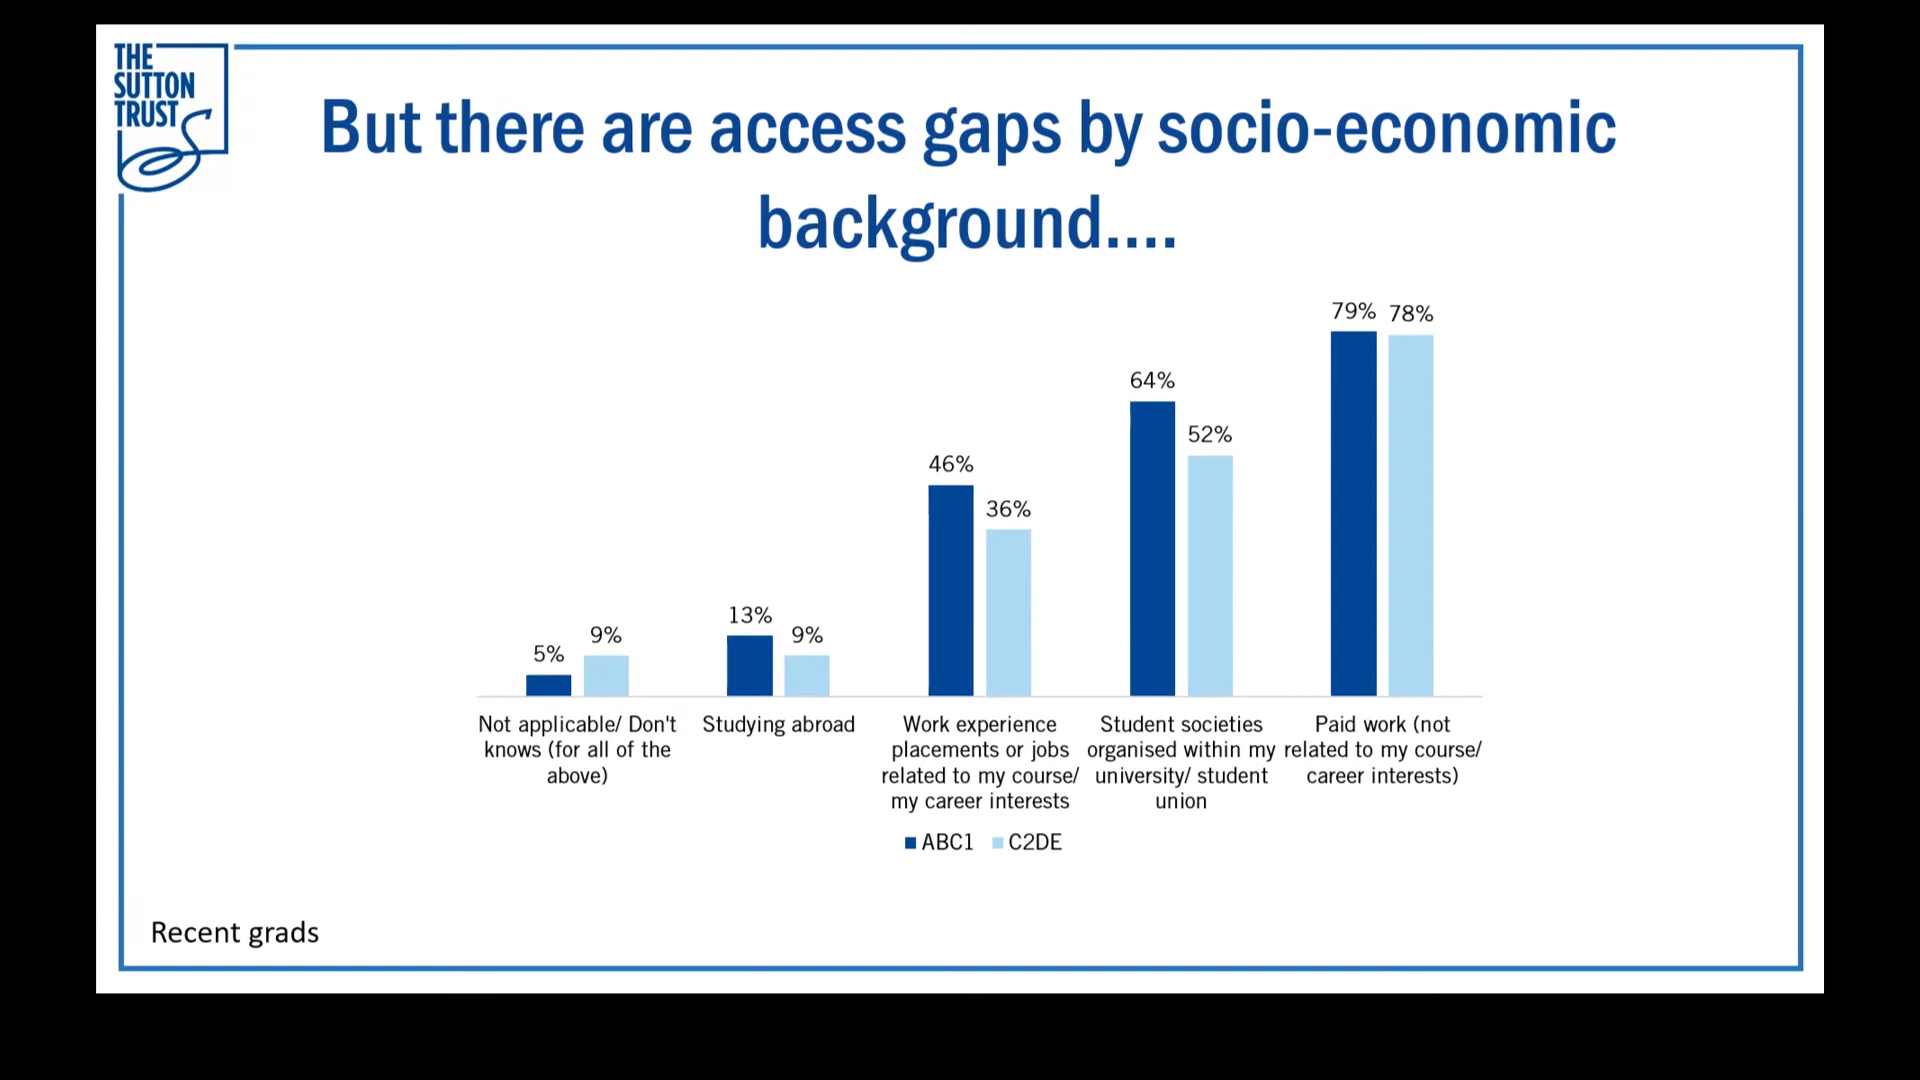 THE
SUTTON
TRUST
But there are access gaps by socio-economic
background....
79% 78%
64%
52%
46%
36%
13%
9%
9%
5%
Not applicable/ Don't
knows (for all of the
above)
Studying abroad
Work experience
placements or jobs
related to my course/
my career interests
Student societies
organised within my
university/ student
union
Paid work (not
related to my course/
career interests)
ABC1 C2DE
Recent grads